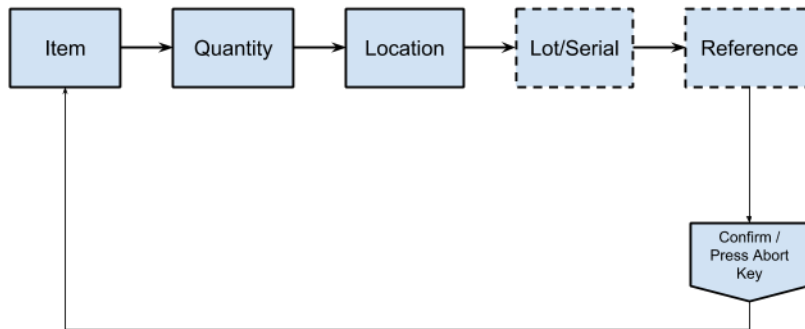 Item
Quantity
Location
Lot/Serial
Reference
Confirm /
Press Abort
Key